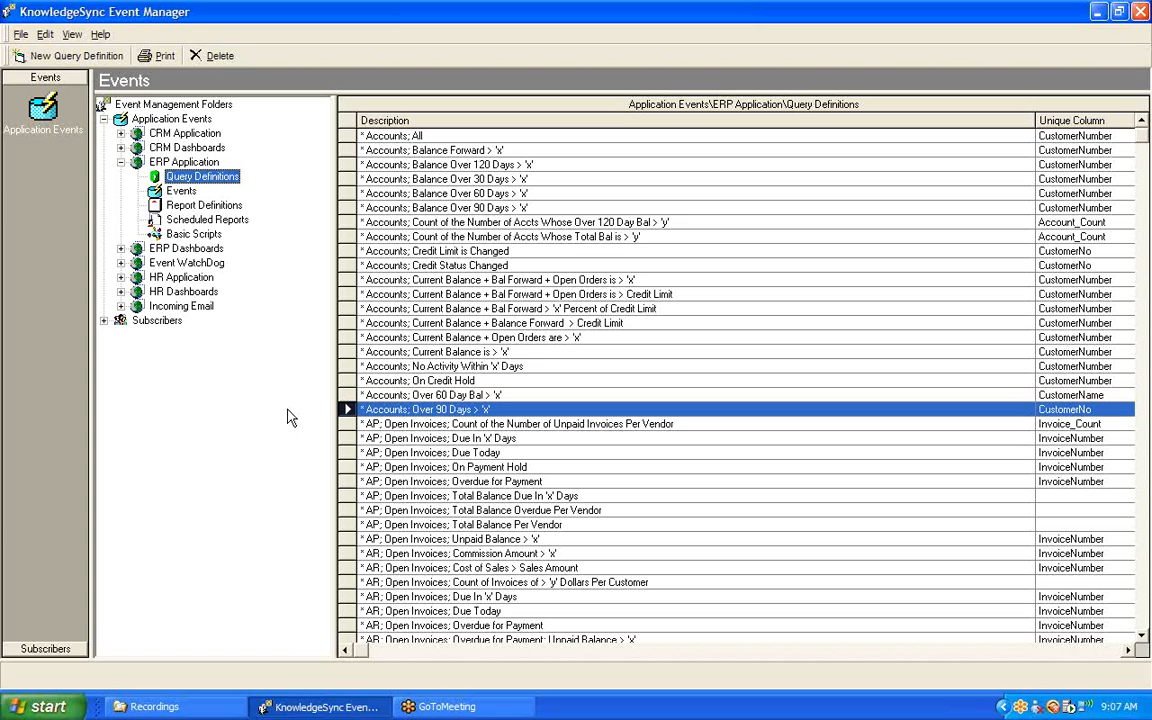 KnowledgeSync Event Manager
File Edit View Help
New Query Definition Print Delete
Events
Application Events
Subscribers
Events
Event Management Folders
Application Events
CRM Application
CRM Dashboards
ERP Application
Query Definitions
Events
Report Definitions
Scheduled Reports
Basic Scripts
ERP Dashboards
Event WatchDog
HR Application
HR Dashboards
Incoming Email
Subscribers
Application Events\ERP Application\Query Definitions
Description Unique Column
* Accounts; All CustomerNumber
* Accounts; Balance Forward > 'x' CustomerNumber
* Accounts; Balance Over 120 Days > 'x' CustomerNumber
* Accounts; Balance Over 30 Days > 'x' CustomerNumber
* Accounts; Balance Over 60 Days > 'x' CustomerNumber
* Accounts; Balance Over 90 Days > 'x' CustomerNumber
* Accounts; Count of the Number of Accts Whose Over 120 Day Bal > 'y' Account_Count
* Accounts; Count of the Number of Accts Whose Total Bal is > 'y' Account_Count
* Accounts; Credit Limit is Changed CustomerNo
* Accounts; Credit Status Changed CustomerNo
* Accounts; Current Balance + Bal Forward + Open Orders is > 'x' CustomerNumber
* Accounts; Current Balance + Bal Forward + Open Orders is > Credit Limit CustomerNumber
* Accounts; Current Balance + Bal Forward > 'x' Percent of Credit Limit CustomerNumber
* Accounts; Current Balance + Balance Forward > Credit Limit CustomerNumber
* Accounts; Current Balance + Open Orders are > 'x' CustomerNumber
* Accounts; Current Balance is > 'x' CustomerNumber
* Accounts; No Activity Within 'x' Days CustomerNumber
* Accounts; On Credit Hold CustomerNumber
* Accounts; Over 60 Day Bal > 'x' CustomerName
* Accounts; Over 90 Days > 'x' CustomerNo
* AP; Open Invoices; Count of the Number of Unpaid Invoices Per Vendor Invoice_Count
* AP; Open Invoices; Due In 'x' Days InvoiceNumber
* AP; Open Invoices; Due Today InvoiceNumber
* AP; Open Invoices; On Payment Hold InvoiceNumber
* AP; Open Invoices; Overdue for Payment InvoiceNumber
* AP; Open Invoices; Total Balance Due In 'x' Days
* AP; Open Invoices; Total Balance Overdue Per Vendor
* AP; Open Invoices; Total Balance Per Vendor
* AP; Open Invoices; Unpaid Balance > 'x' InvoiceNumber
* AR; Open Invoices; Commission Amount > 'x' InvoiceNumber
* AR; Open Invoices; Cost of Sales > Sales Amount InvoiceNumber
* AR; Open Invoices; Count of Invoices of > 'y' Dollars Per Customer
* AR; Open Invoices; Due In 'x' Days InvoiceNumber
* AR; Open Invoices; Due Today InvoiceNumber
* AR; Open Invoices; Overdue for Payment InvoiceNumber
* AR; Open Invoices; Overdue for Payment; Unpaid Balance > 'x' InvoiceNumber
start Recordings KnowledgeSync Even... GoToMeeting 9:07 AM